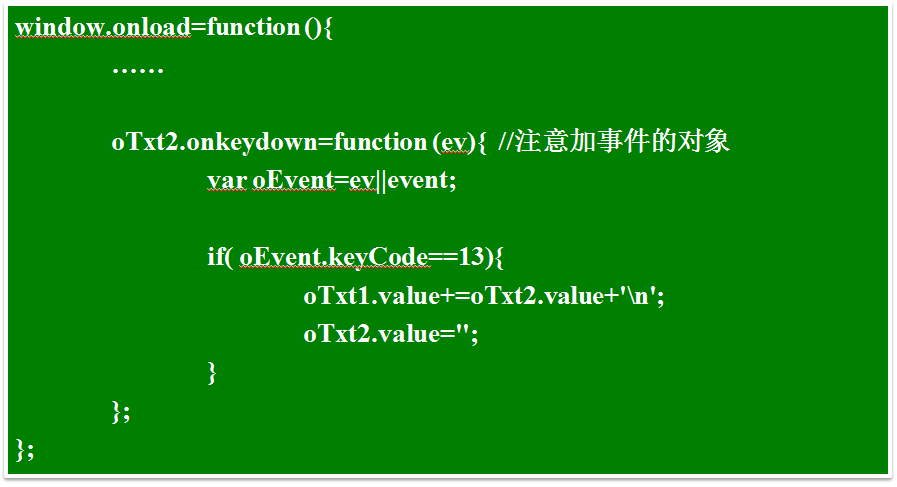 window.onload=function (){
……
oTxt2.onkeydown=function (ev){ //注意加事件的对象
var oEvent=ev||event;
if( oEvent.keyCode==13){
oTxt1.value+=oTxt2.value+'\n';
oTxt2.value='';
}
};
};